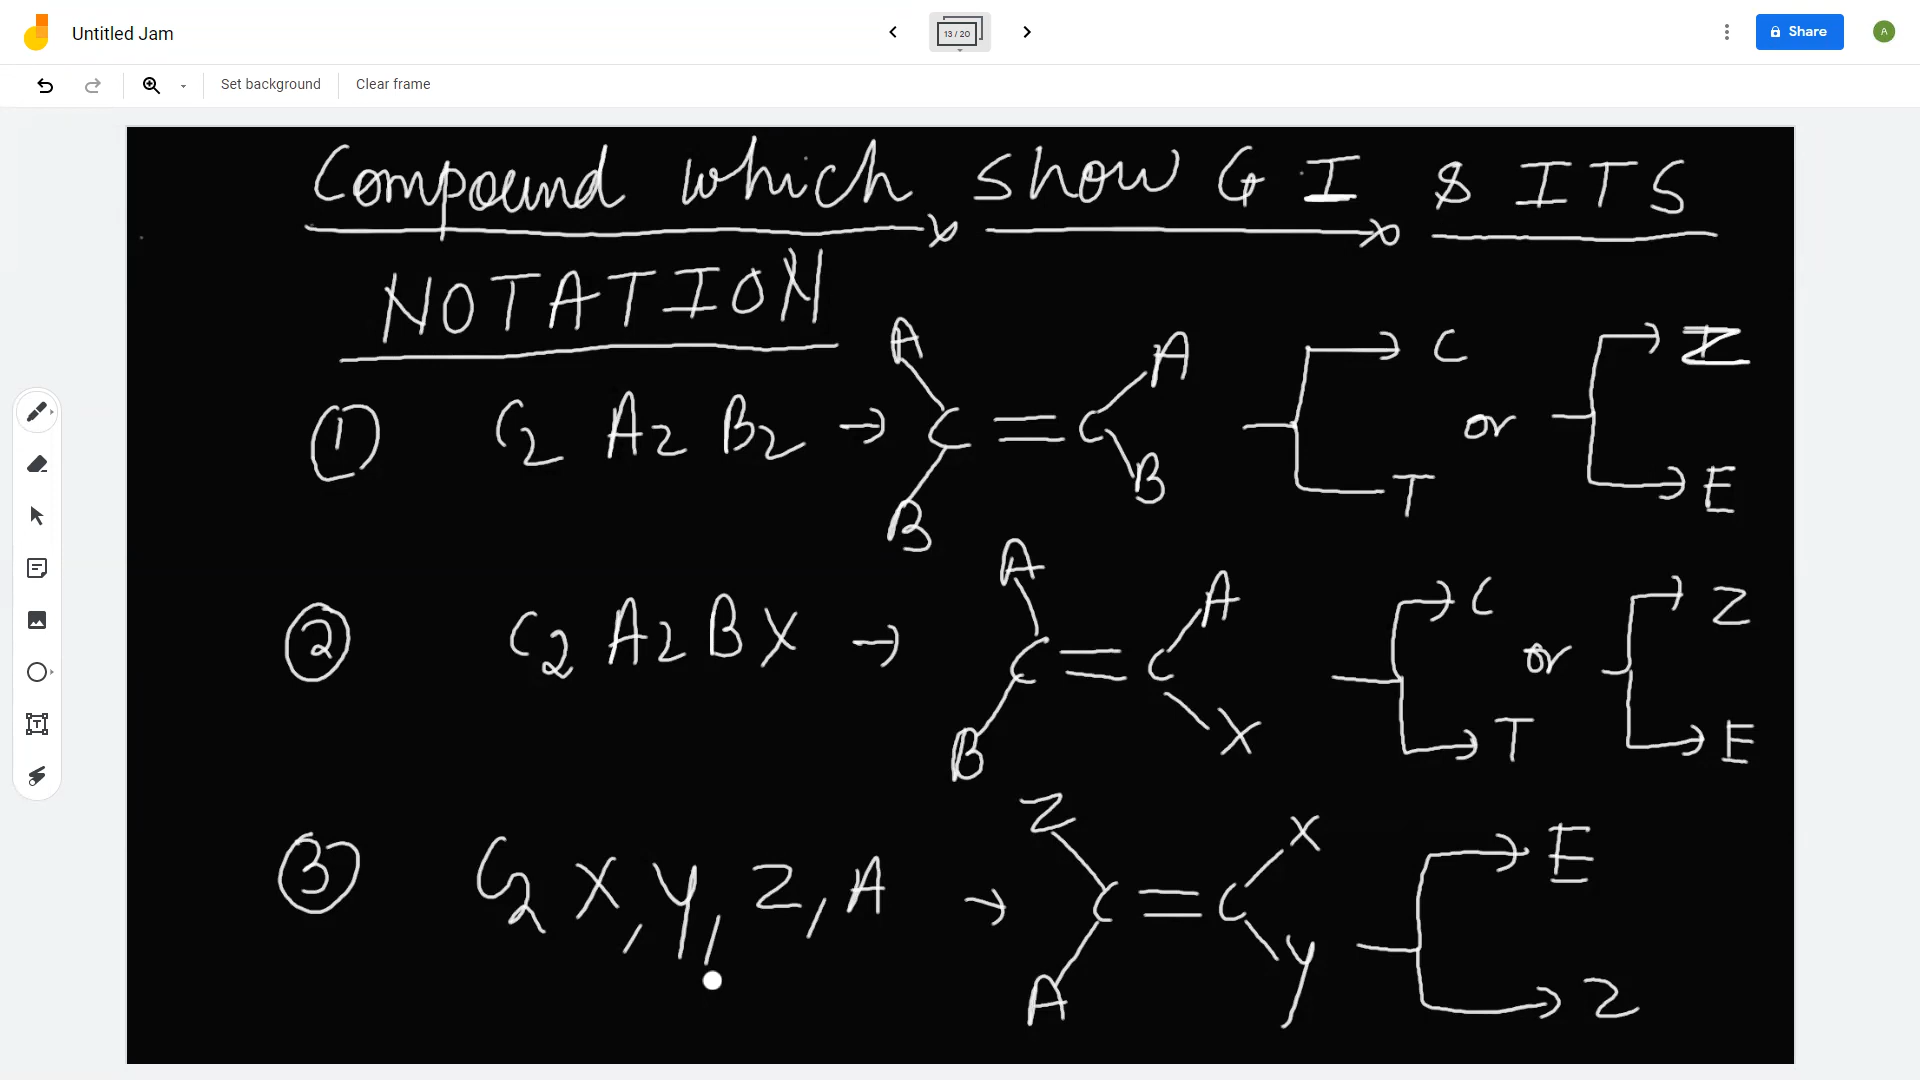 Untitled Jam
13 / 20
Share
A
Set background
Clear frame
Compound which show G I & ITS
NOTATION
① C2 A2 B2 → A B C = C A B → C T or → Z E
② C2 A2 B X → A B C = C A X → C T or → Z E
③ C2 X, Y, Z, A → Z A C = C X Y → E Z